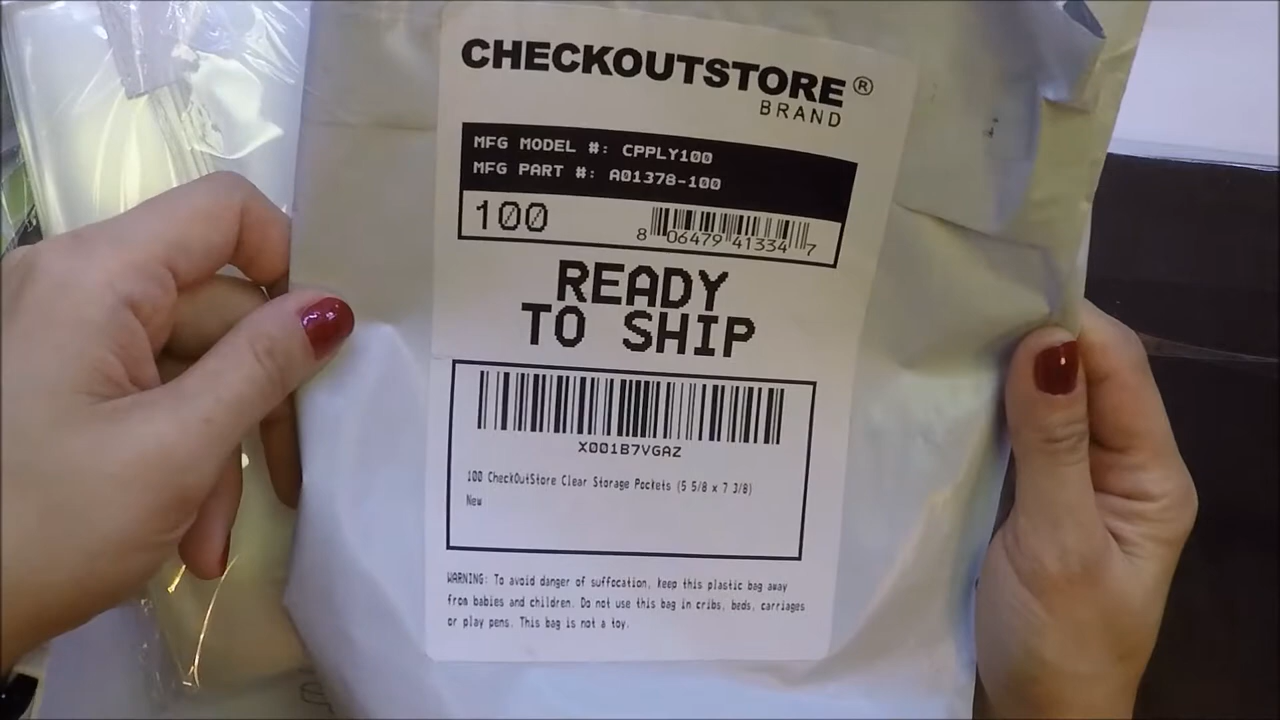 CHECKOUTSTORE®
BRAND
MFG MODEL #: CPPLY100
MFG PART #: A01378-100
100
8 06479 41334 7
READY
TO SHIP
X001B7VGAZ
100 CheckOutStore Clear Storage Pockets (5 5/8 x 7 3/8)
New
WARNING: To avoid danger of suffocation, keep this plastic bag away
from babies and children. Do not use this bag in cribs, beds, carriages
or play pens. This bag is not a toy.